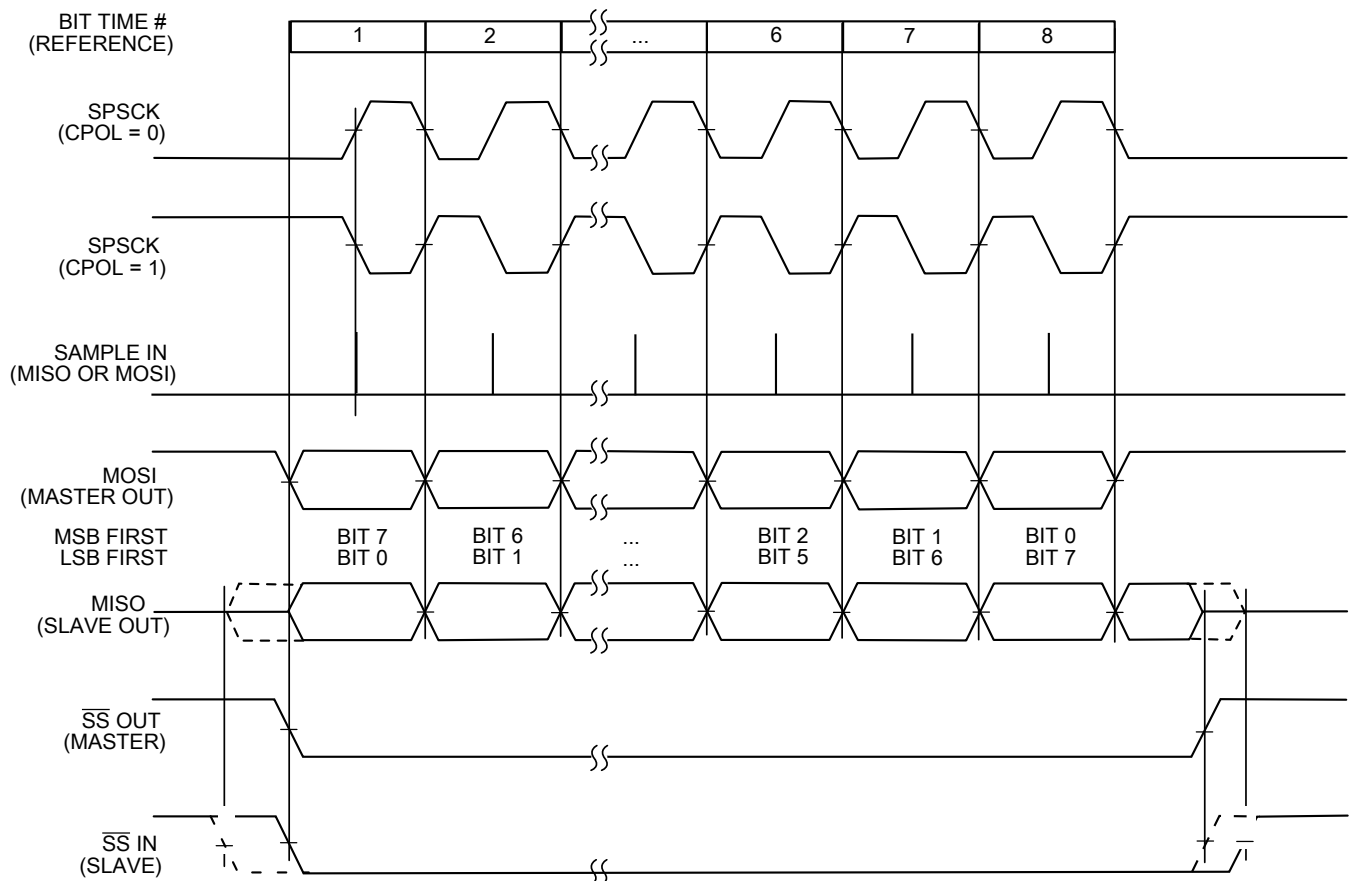 BIT TIME #
(REFERENCE)
1 2 ... 6 7 8
SPSCK
(CPOL = 0)
SPSCK
(CPOL = 1)
SAMPLE IN
(MISO OR MOSI)
MOSI
(MASTER OUT)
MSB FIRST BIT 7 BIT 6 ... BIT 2 BIT 1 BIT 0
LSB FIRST BIT 0 BIT 1 ... BIT 5 BIT 6 BIT 7
MISO
(SLAVE OUT)
S̅S̅ OUT
(MASTER)
S̅S̅ IN
(SLAVE)